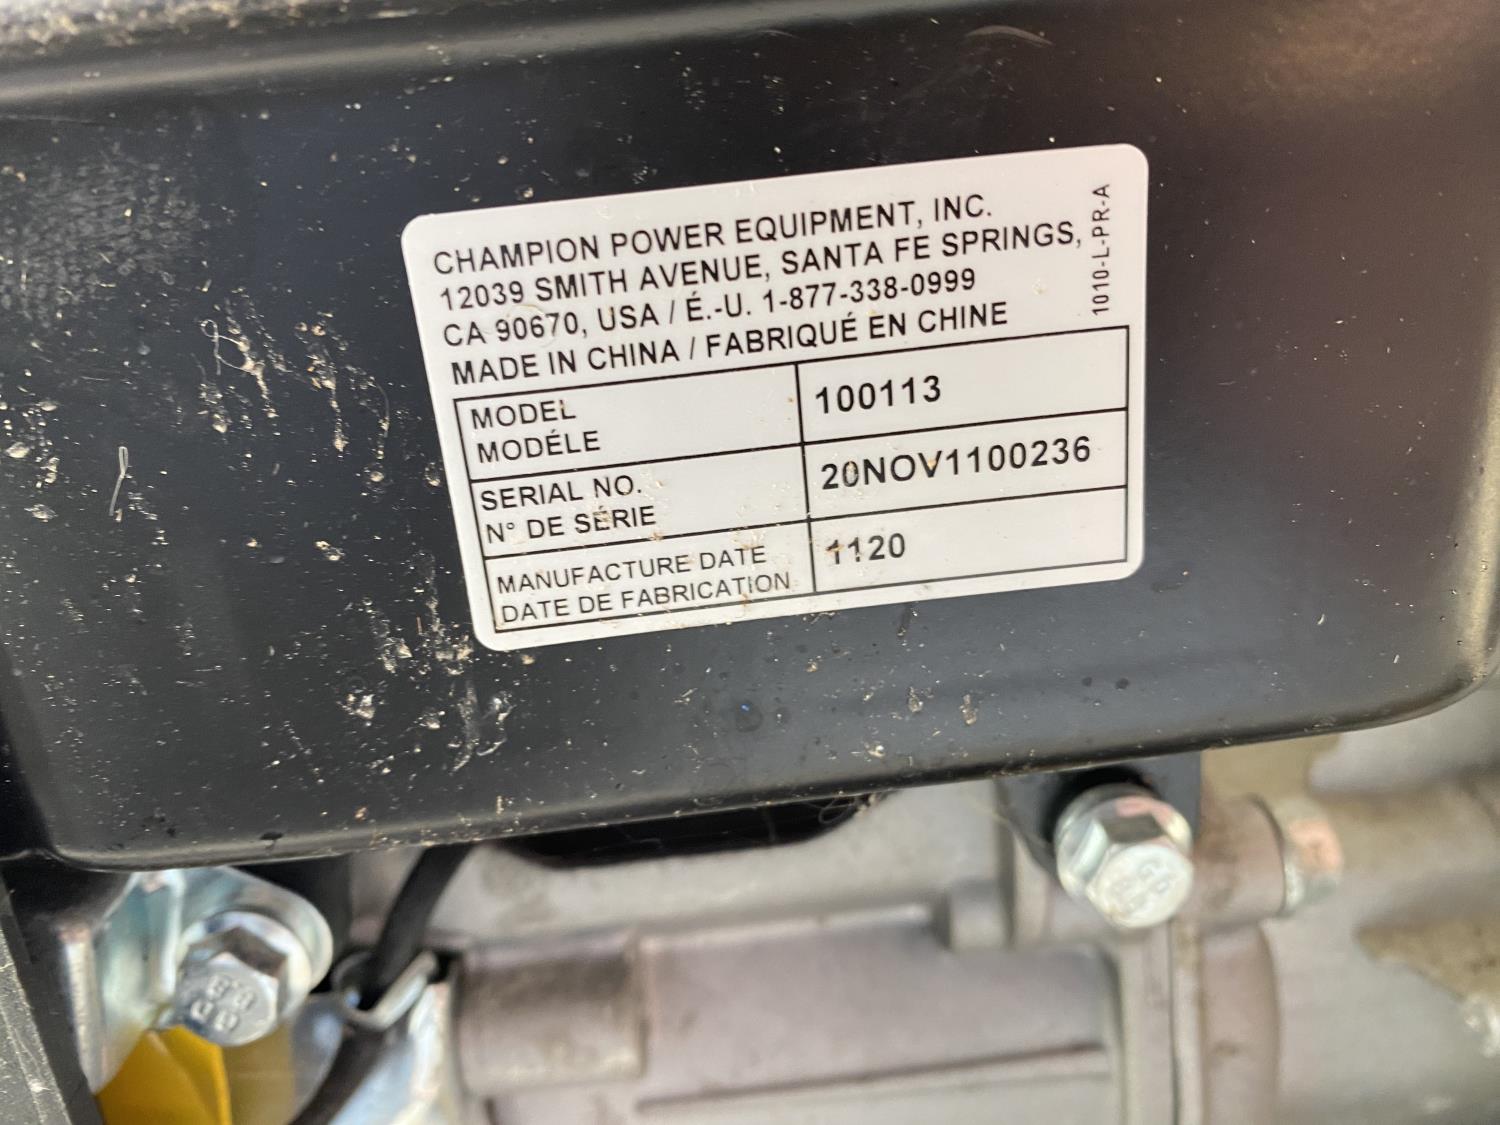 CHAMPION POWER EQUIPMENT, INC.
12039 SMITH AVENUE, SANTA FE SPRINGS,
CA 90670, USA / É.-U. 1-877-338-0999
MADE IN CHINA / FABRIQUÉ EN CHINE
1010-L-PR-A
MODEL
MODÉLE
100113
SERIAL NO.
N° DE SÉRIE
20NOV1100236
MANUFACTURE DATE
DATE DE FABRICATION
1120
8.8